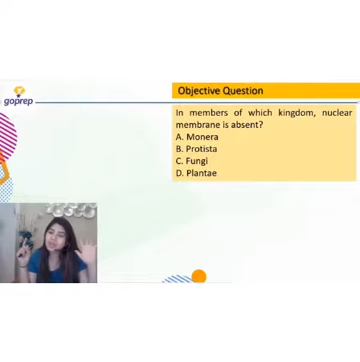 goprep
Objective Question
In members of which kingdom, nuclear
membrane is absent?
A. Monera
B. Protista
C. Fungi
D. Plantae